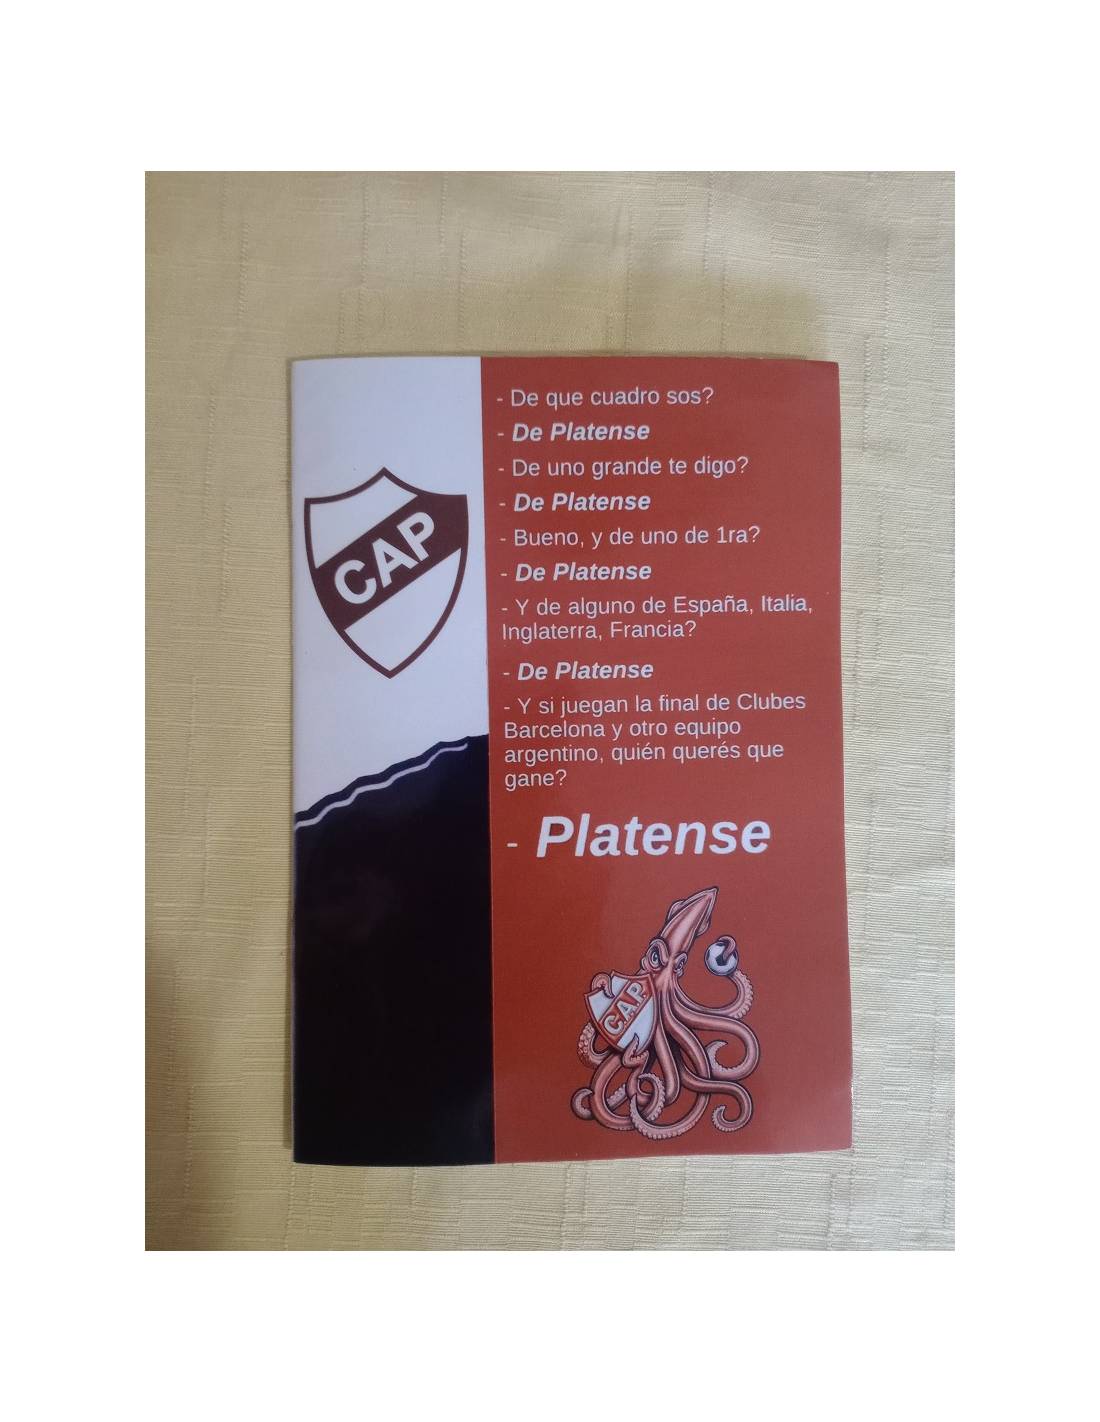 CAP
- De que cuadro sos?
- De Platense
- De uno grande te digo?
- De Platense
- Bueno, y de uno de 1ra?
- De Platense
- Y de alguno de España, Italia,
Inglaterra, Francia?
- De Platense
- Y si juegan la final de Clubes
Barcelona y otro equipo
argentino, quién querés que
gane?
- Platense
C.A.P.